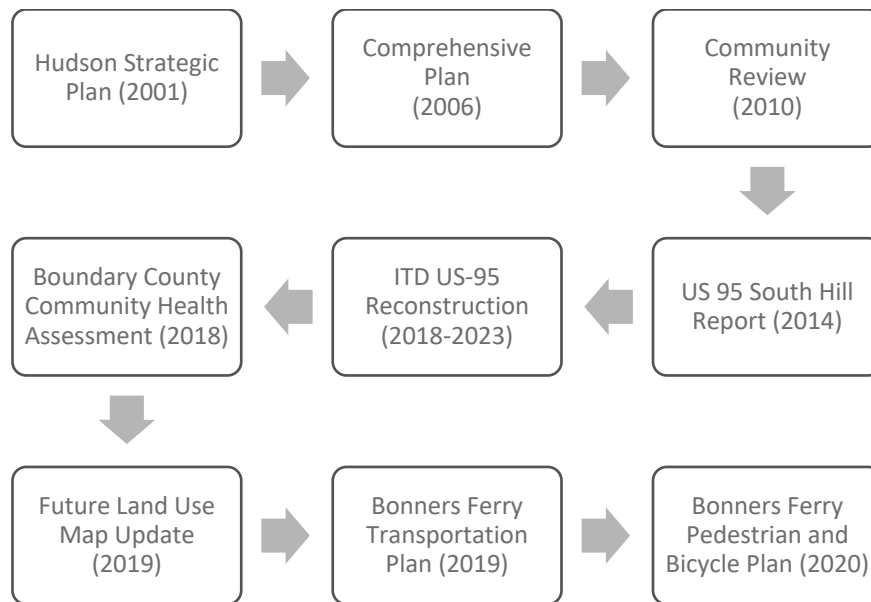 Hudson Strategic
Plan (2001)
Comprehensive
Plan
(2006)
Community
Review
(2010)
US 95 South Hill
Report (2014)
ITD US-95
Reconstruction
(2018-2023)
Boundary County
Community Health
Assessment (2018)
Future Land Use
Map Update
(2019)
Bonners Ferry
Transportation
Plan (2019)
Bonners Ferry
Pedestrian and
Bicycle Plan (2020)